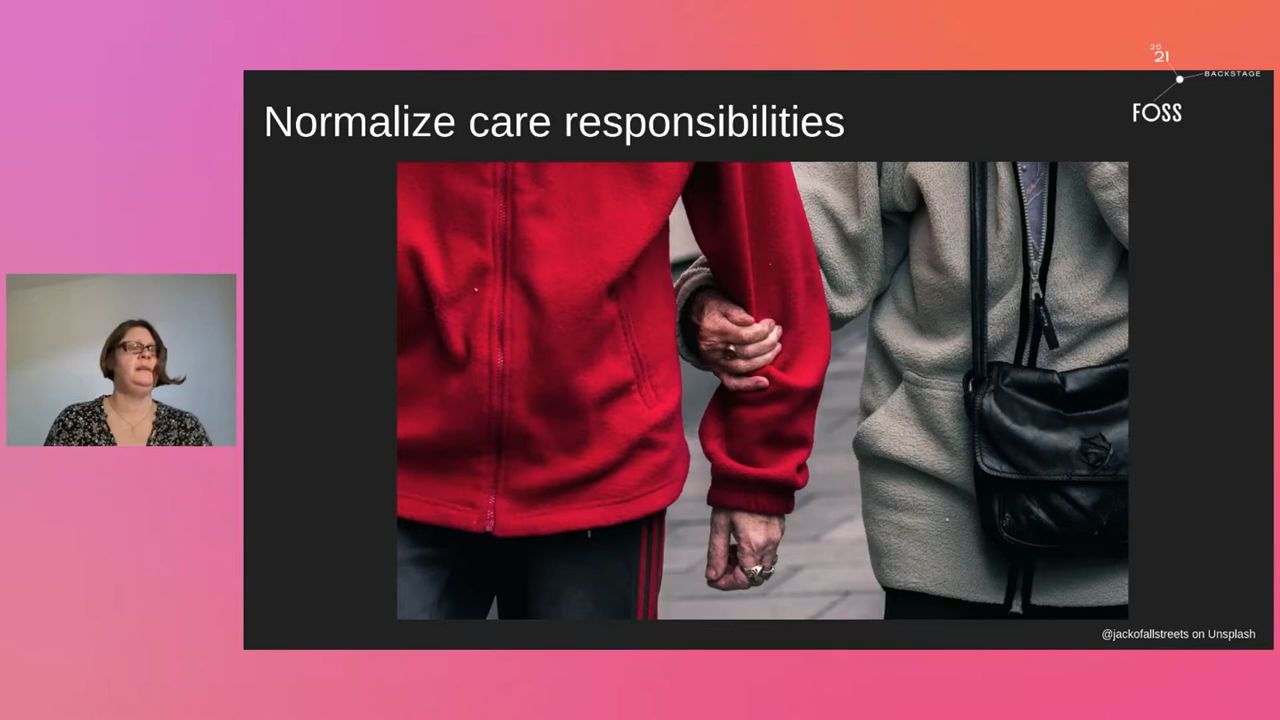 20
21
BACKSTAGE
FOSS
Normalize care responsibilities
@jackofallstreets on Unsplash